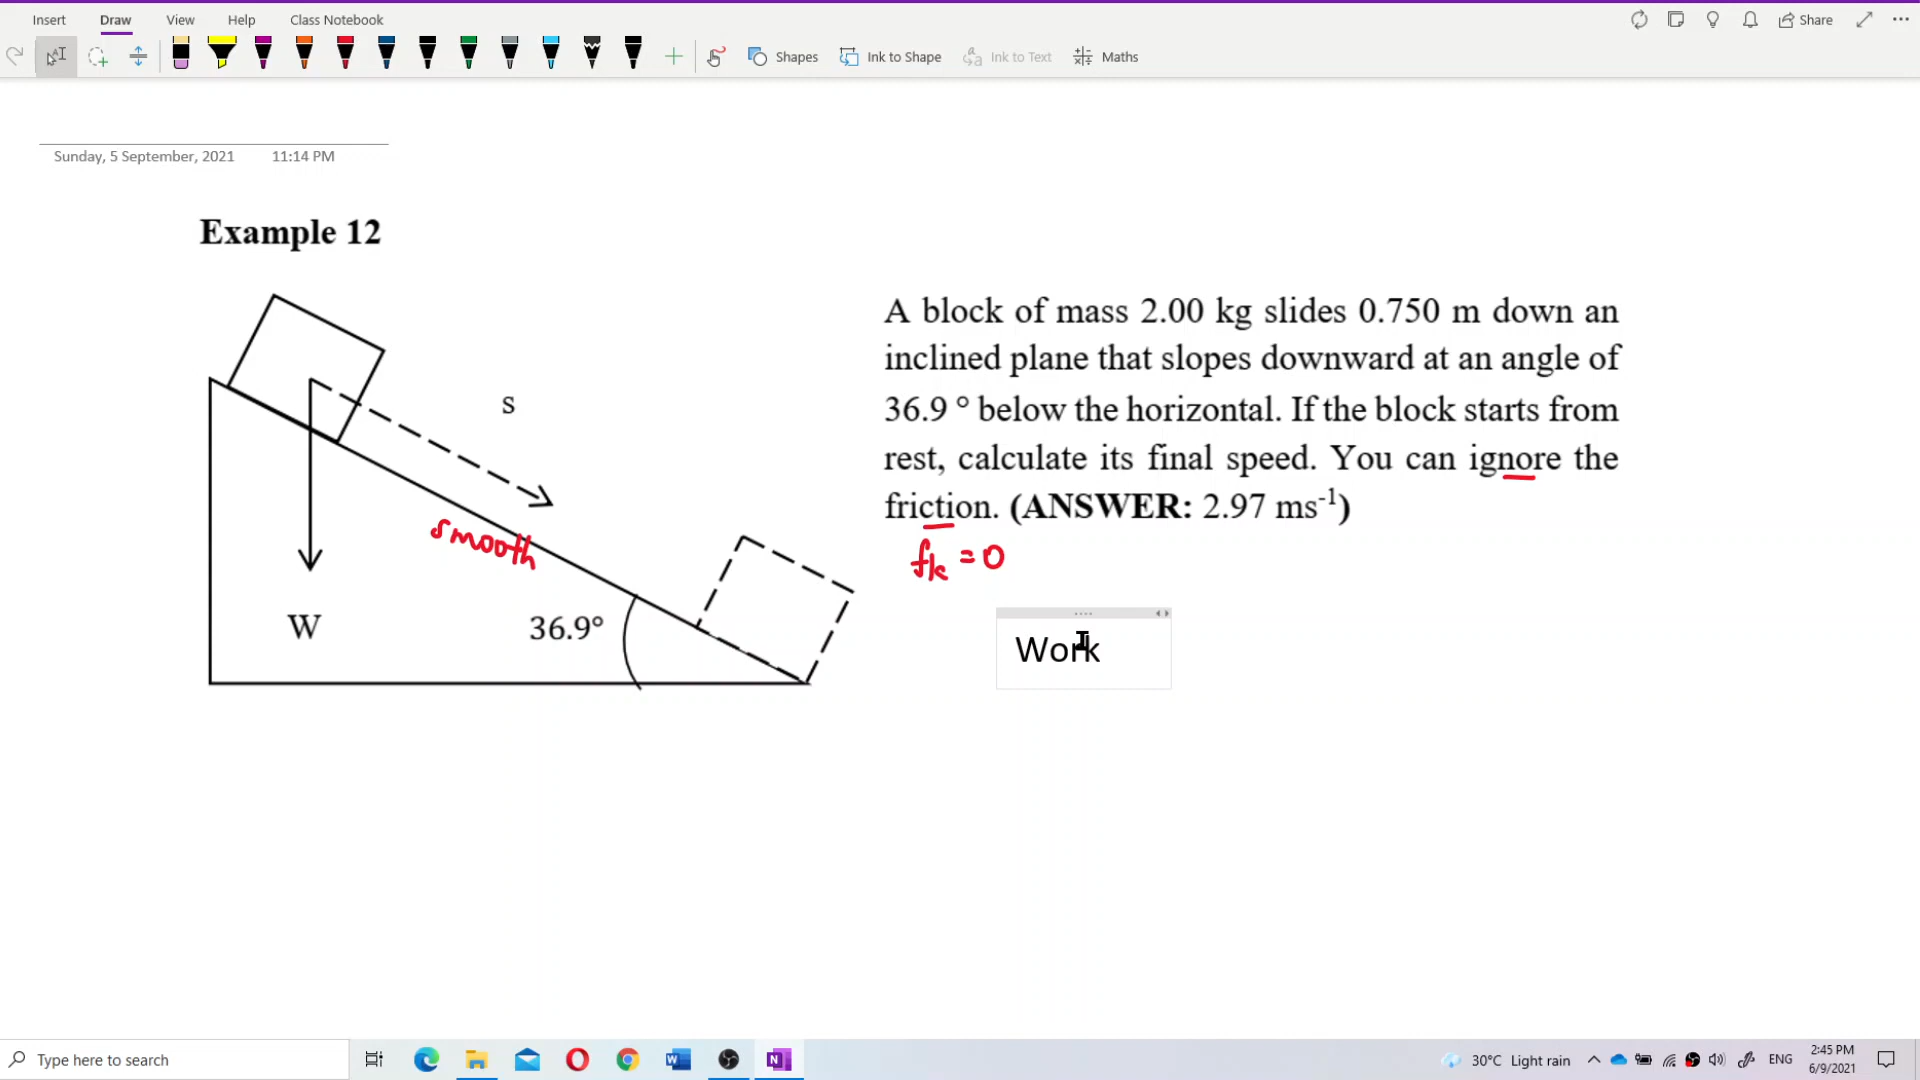 Insert Draw View Help Class Notebook Share
Shapes Ink to Shape Ink to Text Maths
Sunday, 5 September, 2021 11:14 PM
Example 12
A block of mass 2.00 kg slides 0.750 m down an
inclined plane that slopes downward at an angle of
36.9 ° below the horizontal. If the block starts from
rest, calculate its final speed. You can ignore the
friction. (ANSWER: 2.97 ms⁻¹)
s
smooth
fk = 0
W
36.9°
Work
Type here to search
30°C Light rain
ENG
2:45 PM
6/9/2021